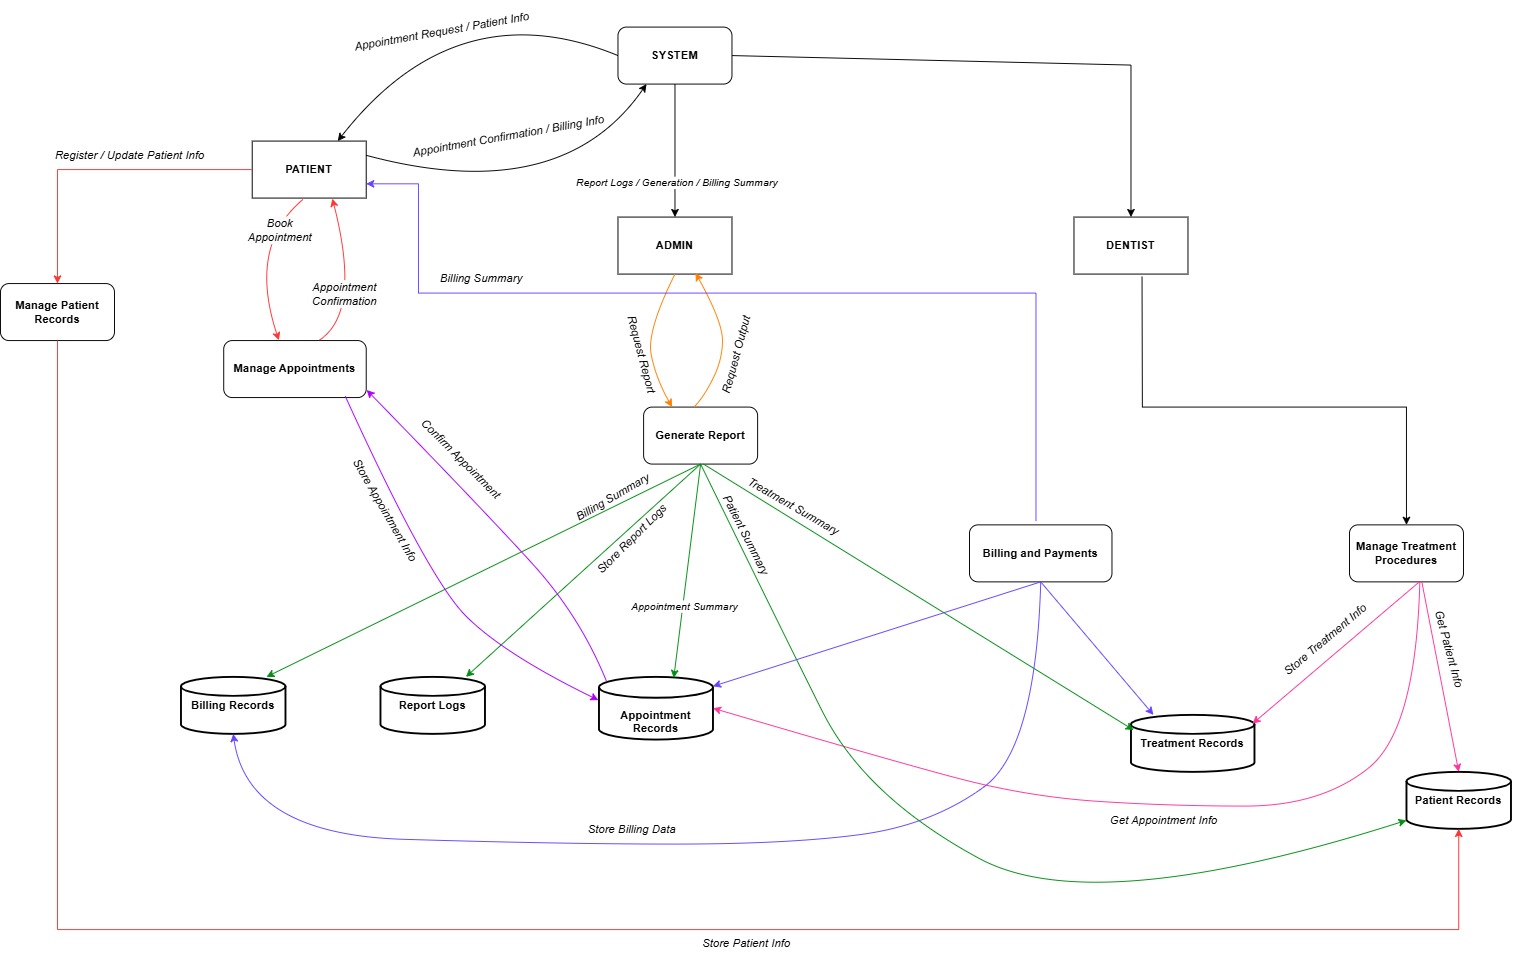 Appointment Request / Patient Info
SYSTEM
Appointment Confirmation / Billing Info
Register / Update Patient Info
PATIENT
Report Logs / Generation / Billing Summary
Book
Appointment
ADMIN
DENTIST
Billing Summary
Appointment
Confirmation
Manage Patient
Records
Request Report
Request Output
Manage Appointments
Confirm Appointment
Generate Report
Store Appointment Info
Billing Summary
Store Report Logs
Patient Summary
Treatment Summary
Billing and Payments
Manage Treatment
Procedures
Appointment Summary
Store Treatment Info
Get Patient Info
Billing Records
Report Logs
Appointment
Records
Treatment Records
Patient Records
Get Appointment Info
Store Billing Data
Store Patient Info